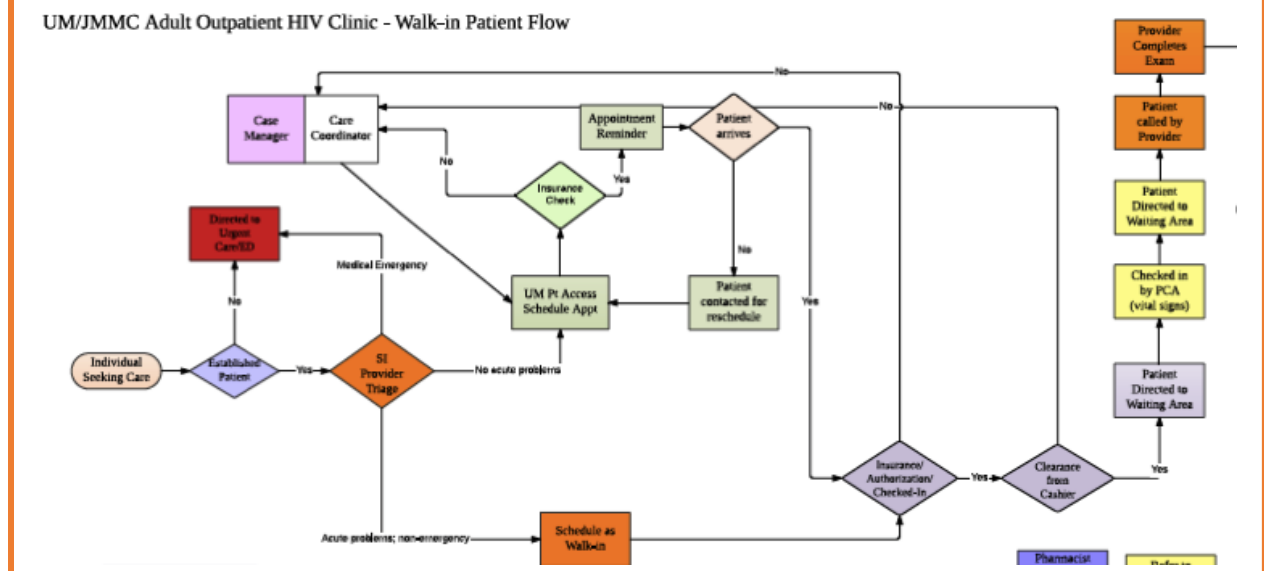 UM/JMMC Adult Outpatient HIV Clinic - Walk-in Patient Flow
Provider
Completes
Exam
No
Case
Manager
Care
Coordinator
No
Appointment
Reminder
Patient
arrives
Patient
called by
Provider
No
Yes
Insurance
Check
Patient
Directed to
Waiting Area
Directed to
Urgent
Care/ED
Medical Emergency
No
Checked in
by PCA
(vital signs)
UM Pt Access
Schedule Appt
Patient
contacted for
reschedule
Yes
No
Individual
Seeking Care
Established
Patient
Yes
SI
Provider
Triage
No acute problems
Patient
Directed to
Waiting Area
Insurance/
Authorization/
Checked-In
Yes
Clearance
from
Cashier
Yes
Acute problems; non-emergency
Schedule as
Walk-in
Pharmacist
Refer to